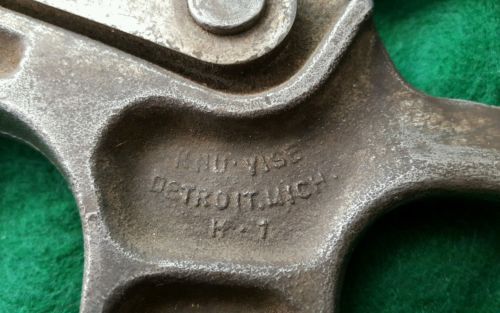 KNU-VISE
DETROIT.MICH.
H-1